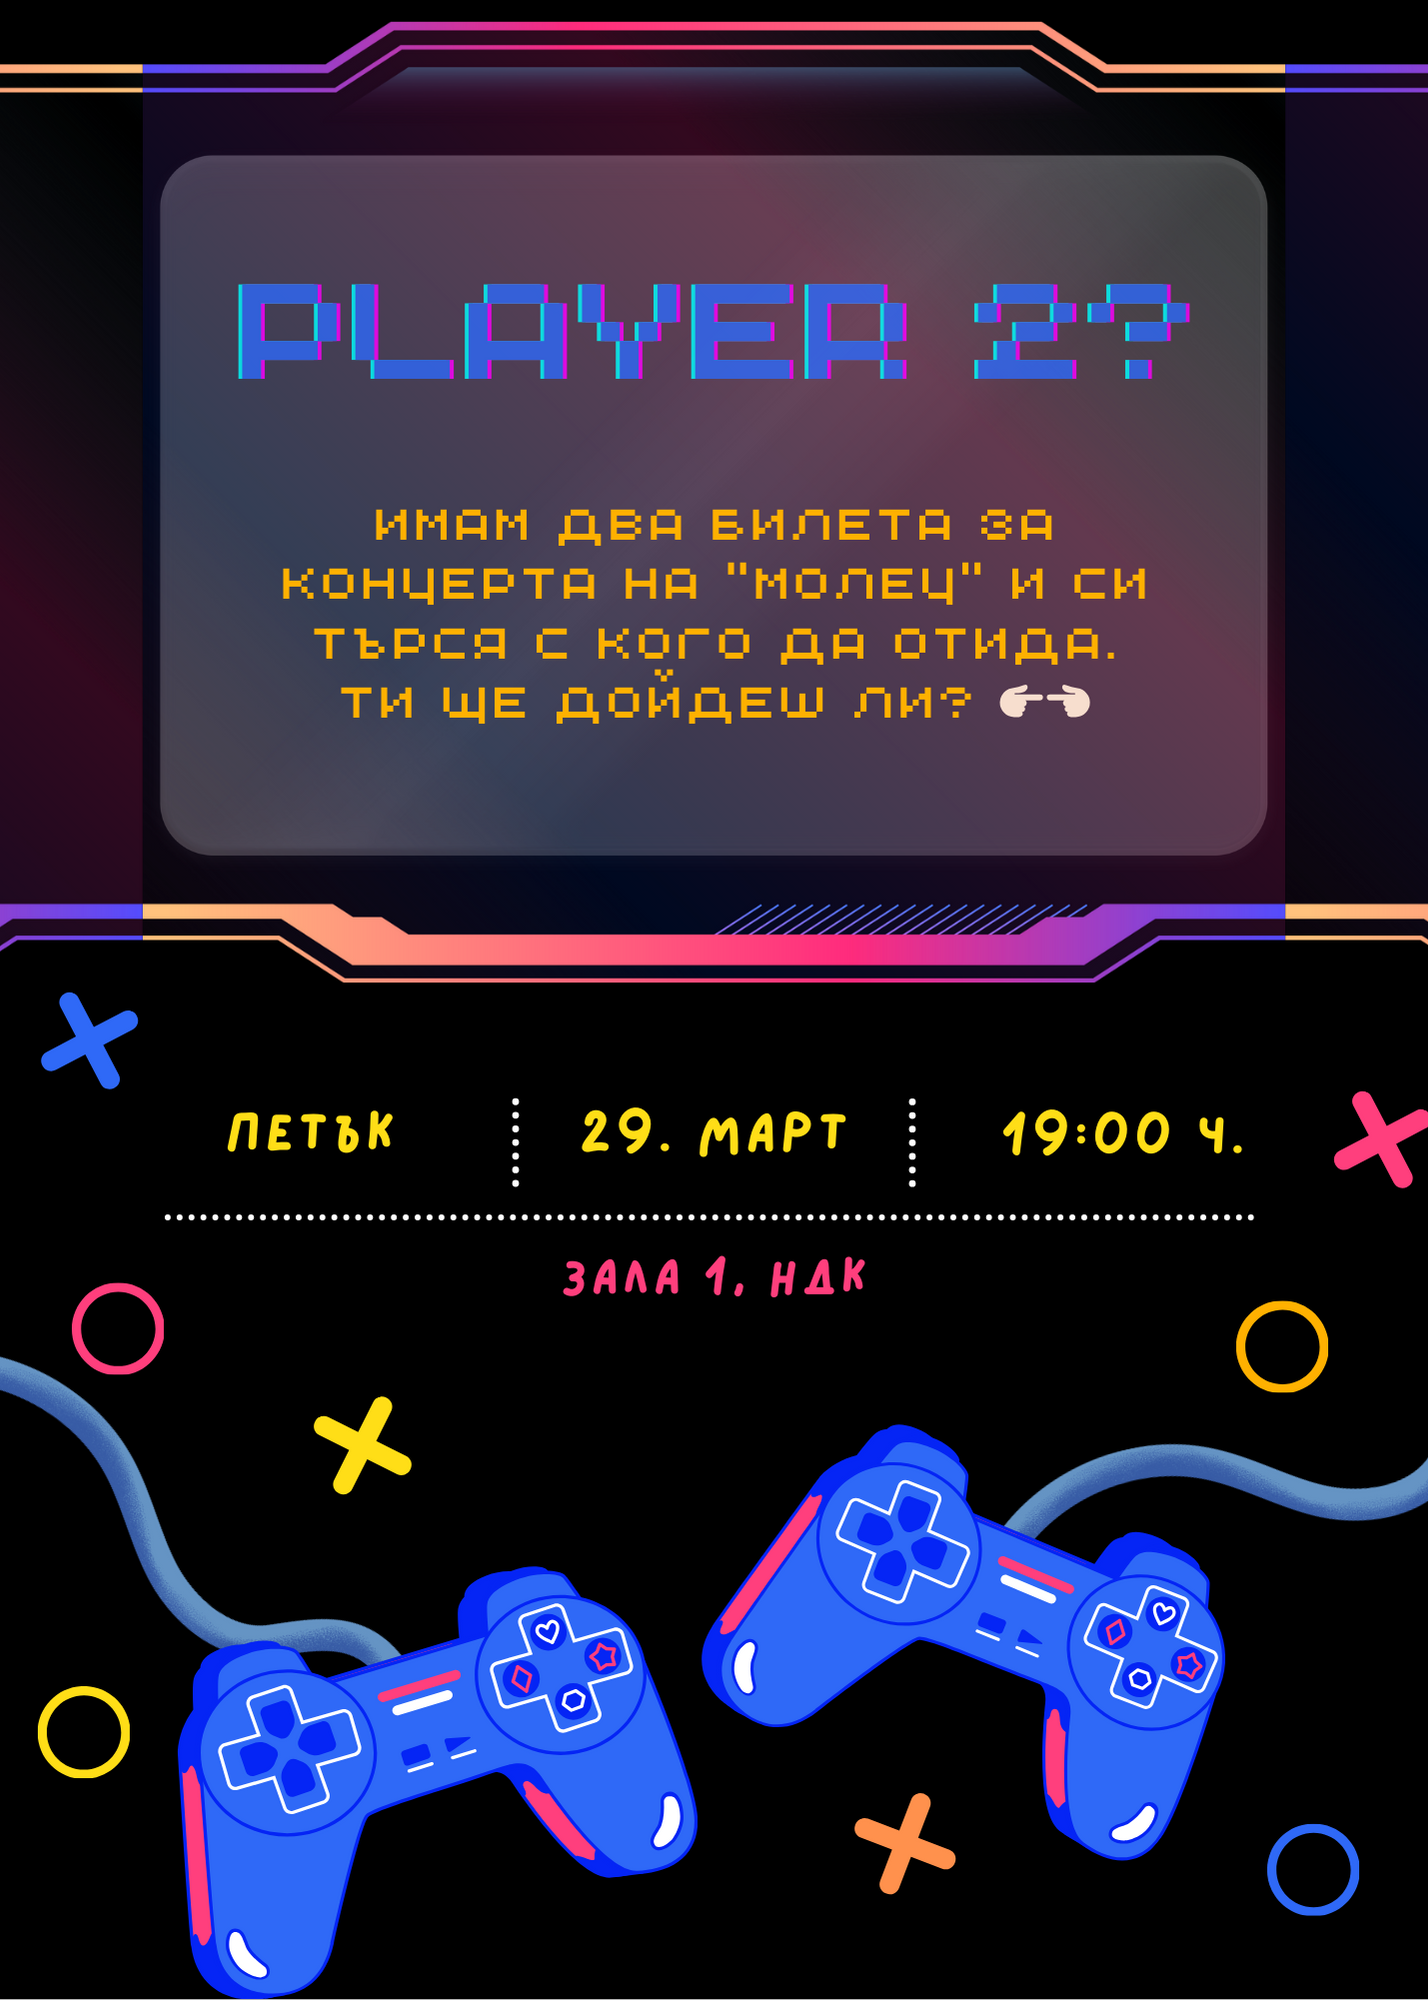 PLAYER 2?
ИМАМ ДВА БИЛЕТА ЗА
КОНЦЕРТА НА "МОЛЕЦ" И СИ
ТЪРСЯ С КОГО ДА ОТИДА.
ТИ ЩЕ ДОЙДЕШ ЛИ? 👉👈
ПЕТЪК
29. МАРТ
19:00 Ч.
ЗАЛА 1, НДК